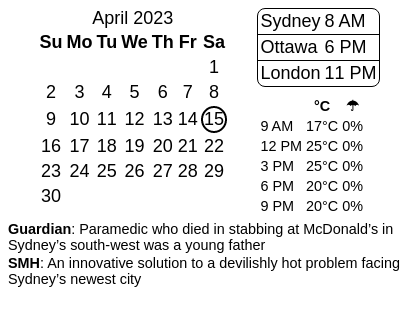 April 2023
Su Mo Tu We Th Fr Sa
1
2 3 4 5 6 7 8
9 10 11 12 13 14 15
16 17 18 19 20 21 22
23 24 25 26 27 28 29
30
Sydney 8 AM
Ottawa 6 PM
London 11 PM
°C ☂
9 AM 17°C 0%
12 PM 25°C 0%
3 PM 25°C 0%
6 PM 20°C 0%
9 PM 20°C 0%
Guardian: Paramedic who died in stabbing at McDonald’s in
Sydney’s south-west was a young father
SMH: An innovative solution to a devilishly hot problem facing
Sydney’s newest city